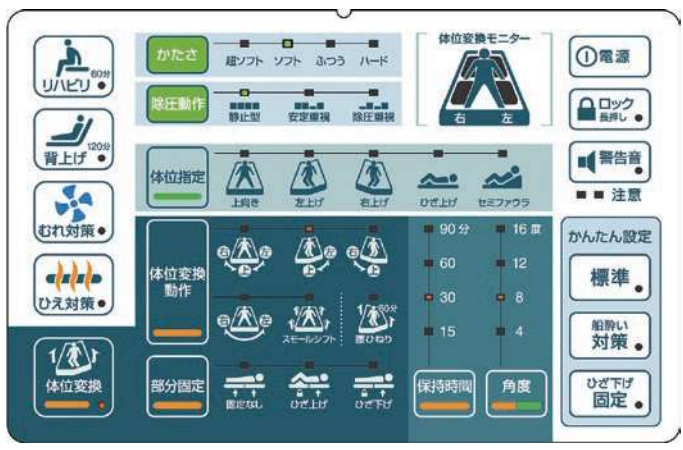 リハビリ
60分
背上げ
120分
むれ対策
ひえ対策
体位変換
かたさ
超ソフト ソフト ふつう ハード
除圧動作
静止型 安定重視 除圧重視
体位変換モニター
右 左
体位指定
上向き 左上げ 右上げ ひざ上げ セミファウラ
体位変換
動作
右 左 上
右 左 上
右 左 上
右 左
スモールシフト
60分
腰ひねり
部分固定
固定なし ひざ上げ ひざ下げ
90分
60
30
15
保持時間
16度
12
8
4
角度
電源
ロック
長押し
警告音
注意
かんたん設定
標準
船酔い
対策
ひざ下げ
固定